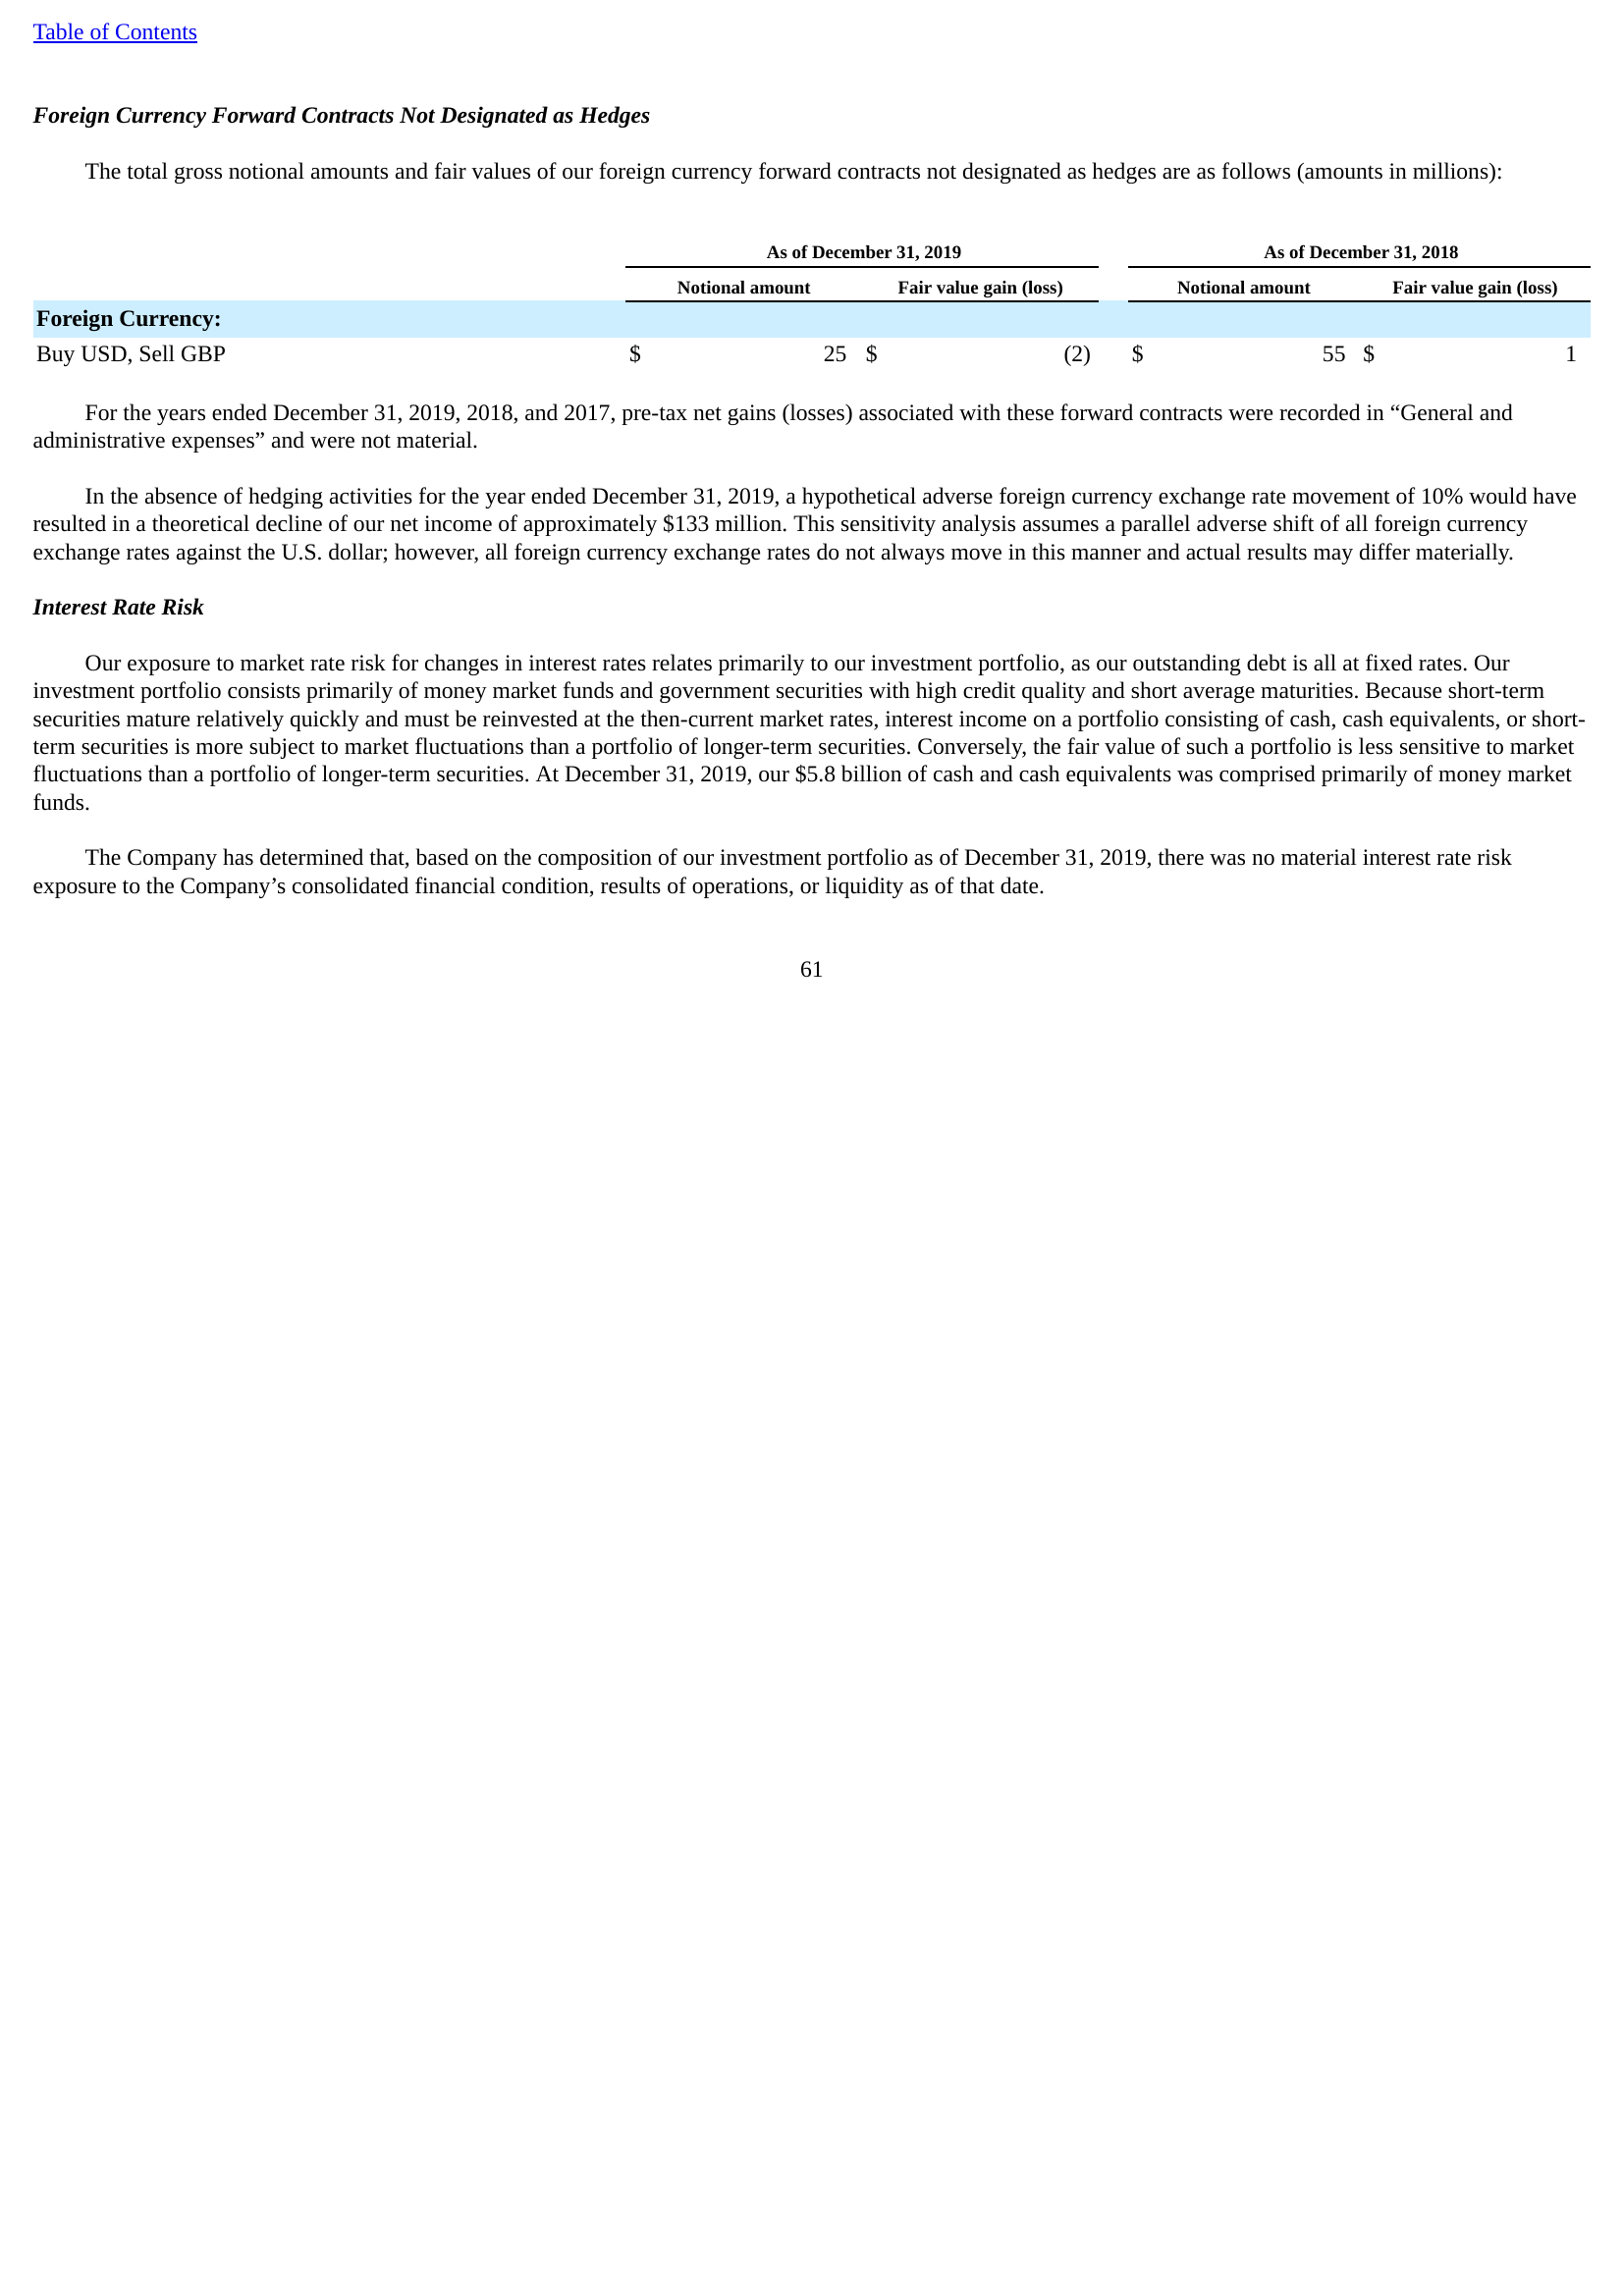 Table of Contents
Foreign Currency Forward Contracts Not Designated as Hedges
The total gross notional amounts and fair values of our foreign currency forward contracts not designated as hedges are as follows (amounts in millions):
As of December 31, 2019 As of December 31, 2018
Notional amount Fair value gain (loss) Notional amount Fair value gain (loss)
Foreign Currency:
Buy USD, Sell GBP $ 25 $ (2) $ 55 $ 1
For the years ended December 31, 2019, 2018, and 2017, pre-tax net gains (losses) associated with these forward contracts were recorded in “General and
administrative expenses” and were not material.
In the absence of hedging activities for the year ended December 31, 2019, a hypothetical adverse foreign currency exchange rate movement of 10% would have
resulted in a theoretical decline of our net income of approximately $133 million. This sensitivity analysis assumes a parallel adverse shift of all foreign currency
exchange rates against the U.S. dollar; however, all foreign currency exchange rates do not always move in this manner and actual results may differ materially.
Interest Rate Risk
Our exposure to market rate risk for changes in interest rates relates primarily to our investment portfolio, as our outstanding debt is all at fixed rates. Our
investment portfolio consists primarily of money market funds and government securities with high credit quality and short average maturities. Because short-term
securities mature relatively quickly and must be reinvested at the then-current market rates, interest income on a portfolio consisting of cash, cash equivalents, or short-
term securities is more subject to market fluctuations than a portfolio of longer-term securities. Conversely, the fair value of such a portfolio is less sensitive to market
fluctuations than a portfolio of longer-term securities. At December 31, 2019, our $5.8 billion of cash and cash equivalents was comprised primarily of money market
funds.
The Company has determined that, based on the composition of our investment portfolio as of December 31, 2019, there was no material interest rate risk
exposure to the Company’s consolidated financial condition, results of operations, or liquidity as of that date.
61